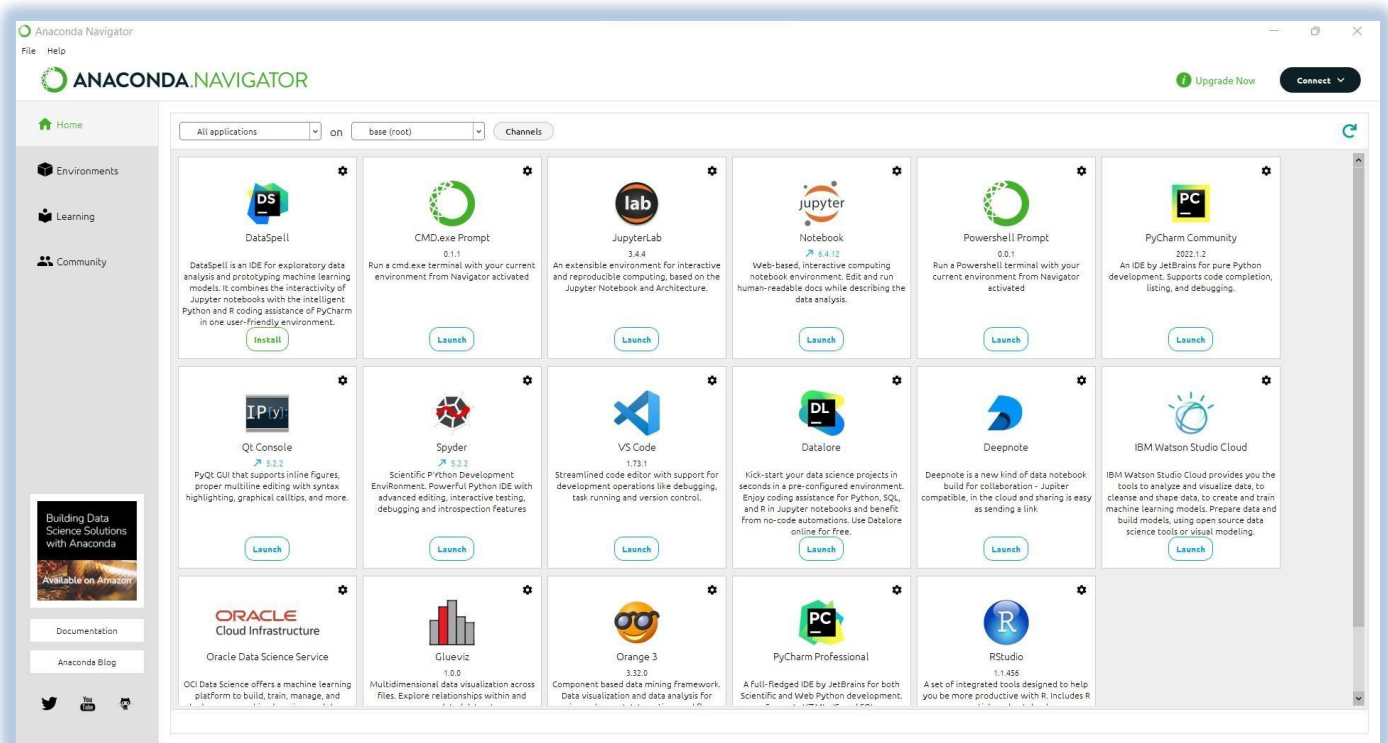 Anaconda Navigator
File Help
ANACONDA.NAVIGATOR
Upgrade Now
Connect
Home
Environments
Learning
Community
Building Data
Science Solutions
with Anaconda
Available on Amazon
Documentation
Anaconda Blog
You
Tube
All applications on base (root) Channels
DS
DataSpell
DataSpell is an IDE for exploratory data
analysis and prototyping machine learning
models. It combines the interactivity of
Jupyter notebooks with the intelligent
Python and R coding assistance of PyCharm
in one user-friendly environment.
Install
CMD.exe Prompt
0.1.1
Run a cmd.exe terminal with your current
environment from Navigator activated
Launch
lab
JupyterLab
3.4.4
An extensible environment for interactive
and reproducible computing, based on the
Jupyter Notebook and Architecture.
Launch
jupyter
Notebook
6.4.12
Web-based, interactive computing
notebook environment. Edit and run
human-readable docs while describing the
data analysis.
Launch
Powershell Prompt
0.0.1
Run a Powershell terminal with your
current environment from Navigator
activated
Launch
PC
PyCharm Community
2022.1.2
An IDE by JetBrains for pure Python
development. Supports code completion,
listing, and debugging.
Launch
IP[y]:
Qt Console
5.2.2
PyQt GUI that supports inline figures,
proper multiline editing with syntax
highlighting, graphical calltips, and more.
Launch
Spyder
5.2.2
Scientific PYthon Development
EnviRonment. Powerful Python IDE with
advanced editing, interactive testing,
debugging and introspection features
Launch
VS Code
1.73.1
Streamlined code editor with support for
development operations like debugging,
task running and version control.
Launch
DL
Datalore
Kick-start your data science projects in
seconds in a pre-configured environment.
Enjoy coding assistance for Python, SQL,
and R in Jupyter notebooks and benefit
from no-code automations. Use Datalore
online for free.
Launch
Deepnote
Deepnote is a new kind of data notebook
build for collaboration - Jupiter
compatible, in the cloud and sharing is easy
as sending a link
Launch
IBM Watson Studio Cloud
IBM Watson Studio Cloud provides you the
tools to analyze and visualize data, to
cleanse and shape data, to create and train
machine learning models. Prepare data and
build models, using open source data
science tools or visual modeling.
Launch
ORACLE
Cloud Infrastructure
Oracle Data Science Service
OCI Data Science offers a machine learning
platform to build, train, manage, and
Glueviz
1.0.0
Multidimensional data visualization across
files. Explore relationships within and
Orange 3
3.32.0
Component based data mining framework.
Data visualization and data analysis for
PC
PyCharm Professional
A full-fledged IDE by JetBrains for both
Scientific and Web Python development.
R
RStudio
1.1.456
A set of integrated tools designed to help
you be more productive with R. Includes R